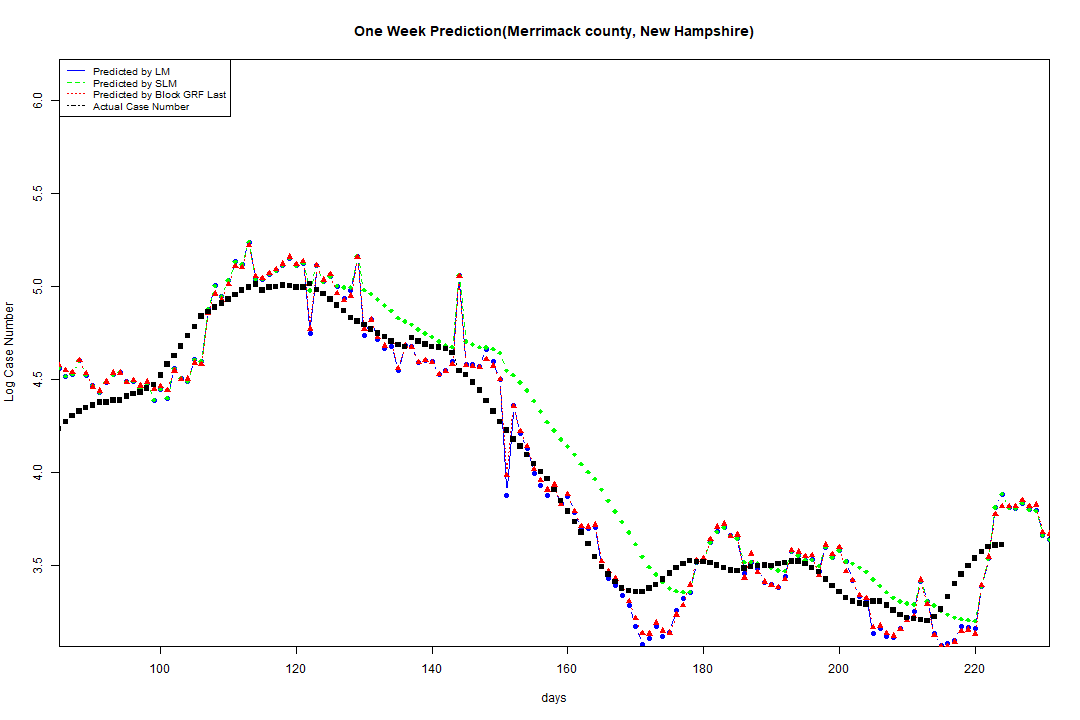 One Week Prediction(Merrimack county, New Hampshire)
Predicted by LM
Predicted by SLM
Predicted by Block GRF Last
Actual Case Number
6.0
5.5
5.0
4.5
4.0
3.5
Log Case Number
100 120 140 160 180 200 220
days